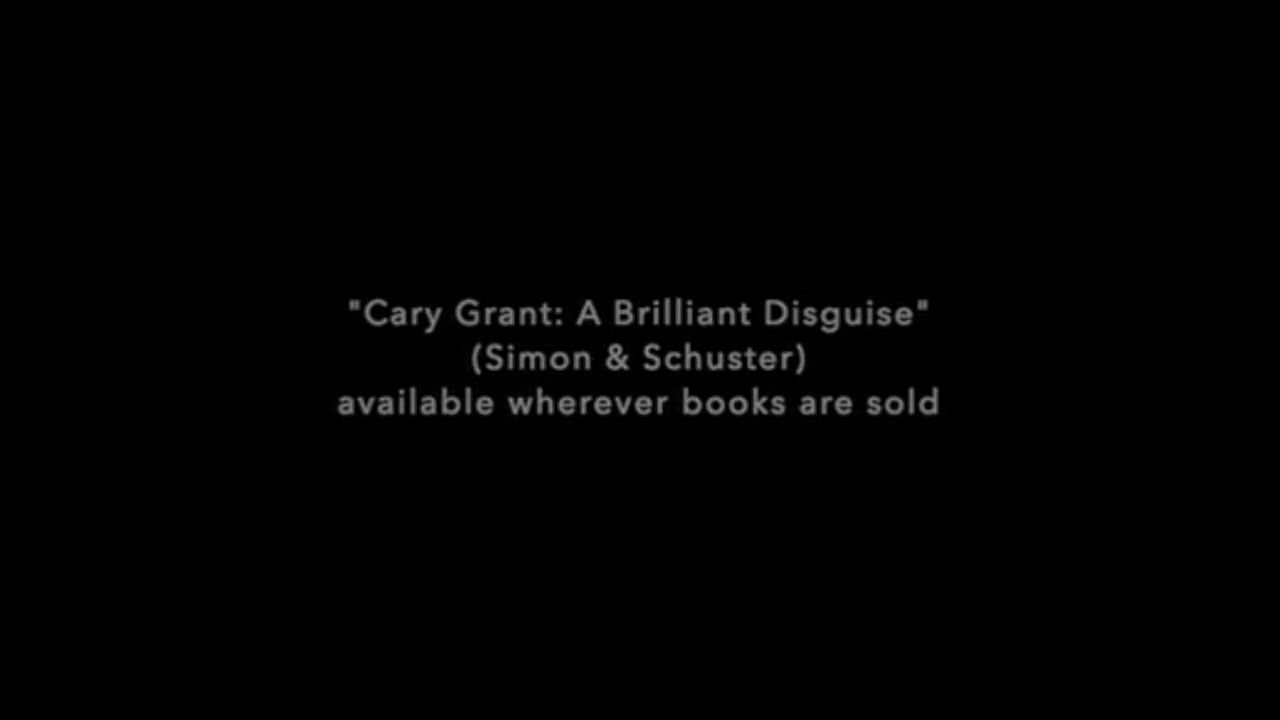 "Cary Grant: A Brilliant Disguise"
(Simon & Schuster)
available wherever books are sold